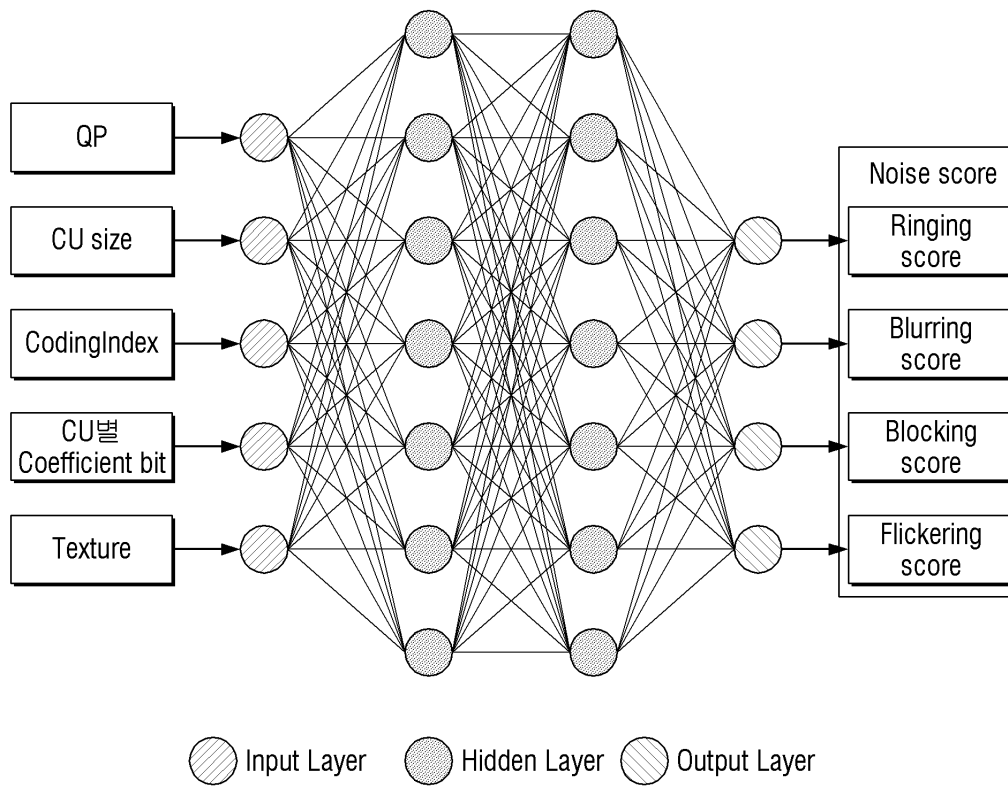 QP
CU size
CodingIndex
CU별
Coefficient bit
Texture
Noise score
Ringing
score
Blurring
score
Blocking
score
Flickering
score
Input Layer
Hidden Layer
Output Layer